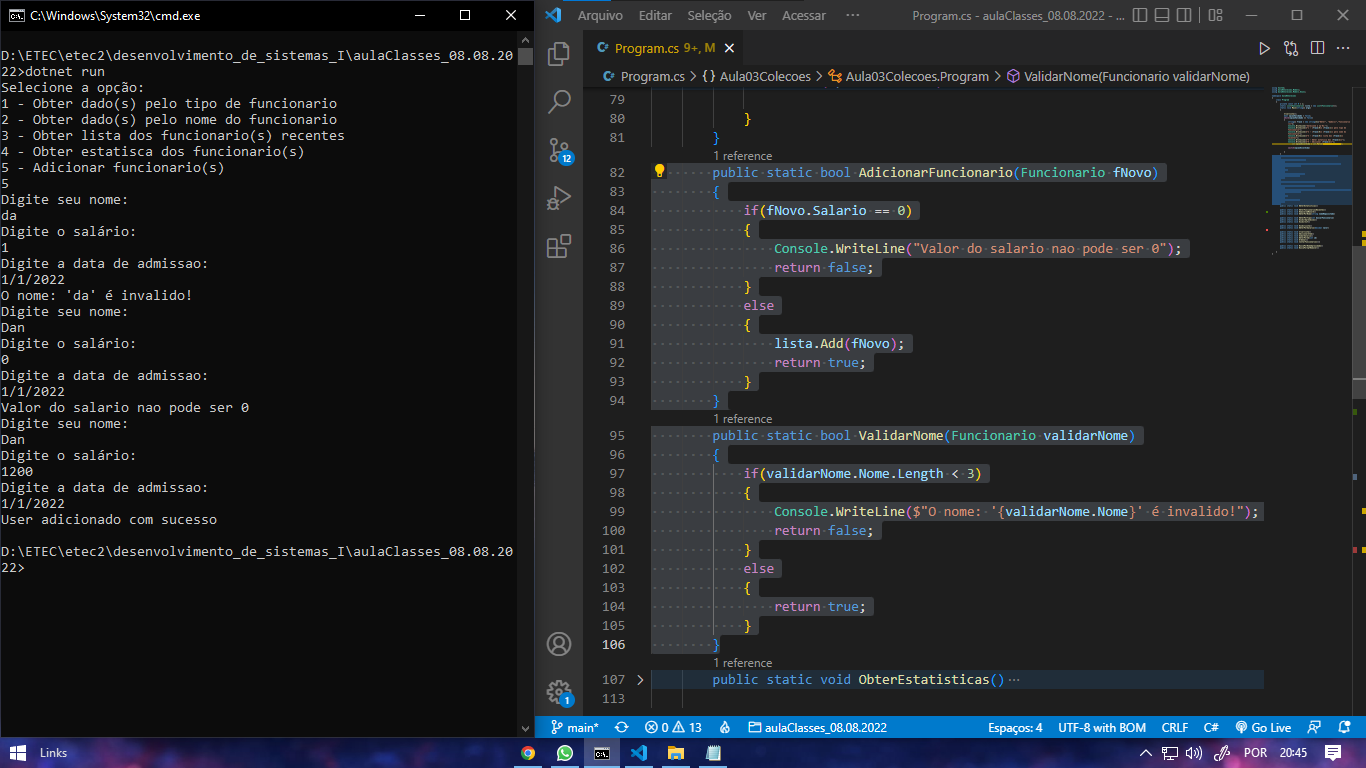 C:\Windows\System32\cmd.exe
D:\ETEC\etec2\desenvolvimento_de_sistemas_I\aulaClasses_08.08.20
22>dotnet run
Selecione a opção:
1 - Obter dado(s) pelo tipo de funcionario
2 - Obter dado(s) pelo nome do funcionario
3 - Obter lista dos funcionario(s) recentes
4 - Obter estatisca dos funcionario(s)
5 - Adicionar funcionario(s)
5
Digite seu nome:
da
Digite o salário:
1
Digite a data de admissao:
1/1/2022
O nome: 'da' é invalido!
Digite seu nome:
Dan
Digite o salário:
0
Digite a data de admissao:
1/1/2022
Valor do salario nao pode ser 0
Digite seu nome:
Dan
Digite o salário:
1200
Digite a data de admissao:
1/1/2022
User adicionado com sucesso
D:\ETEC\etec2\desenvolvimento_de_sistemas_I\aulaClasses_08.08.20
22>
Arquivo Editar Seleção Ver Acessar ··· Program.cs - aulaClasses_08.08.2022 - ...
Program.cs 9+, M
Program.cs > {} Aula03Colecoes > Aula03Colecoes.Program > ValidarNome(Funcionario validarNome)
79
80 }
81 }
1 reference
82 public static bool AdicionarFuncionario(Funcionario fNovo)
83 {
84 if(fNovo.Salario == 0)
85 {
86 Console.WriteLine("Valor do salario nao pode ser 0");
87 return false;
88 }
89 else
90 {
91 lista.Add(fNovo);
92 return true;
93 }
94 }
1 reference
95 public static bool ValidarNome(Funcionario validarNome)
96 {
97 if(validarNome.Nome.Length < 3)
98 {
99 Console.WriteLine($"O nome: '{validarNome.Nome}' é invalido!");
100 return false;
101 }
102 else
103 {
104 return true;
105 }
106 }
1 reference
107 public static void ObterEstatisticas()···
113
12
1
main* 0 13 aulaClasses_08.08.2022 Espaços: 4 UTF-8 with BOM CRLF C# Go Live
Links POR 20:45